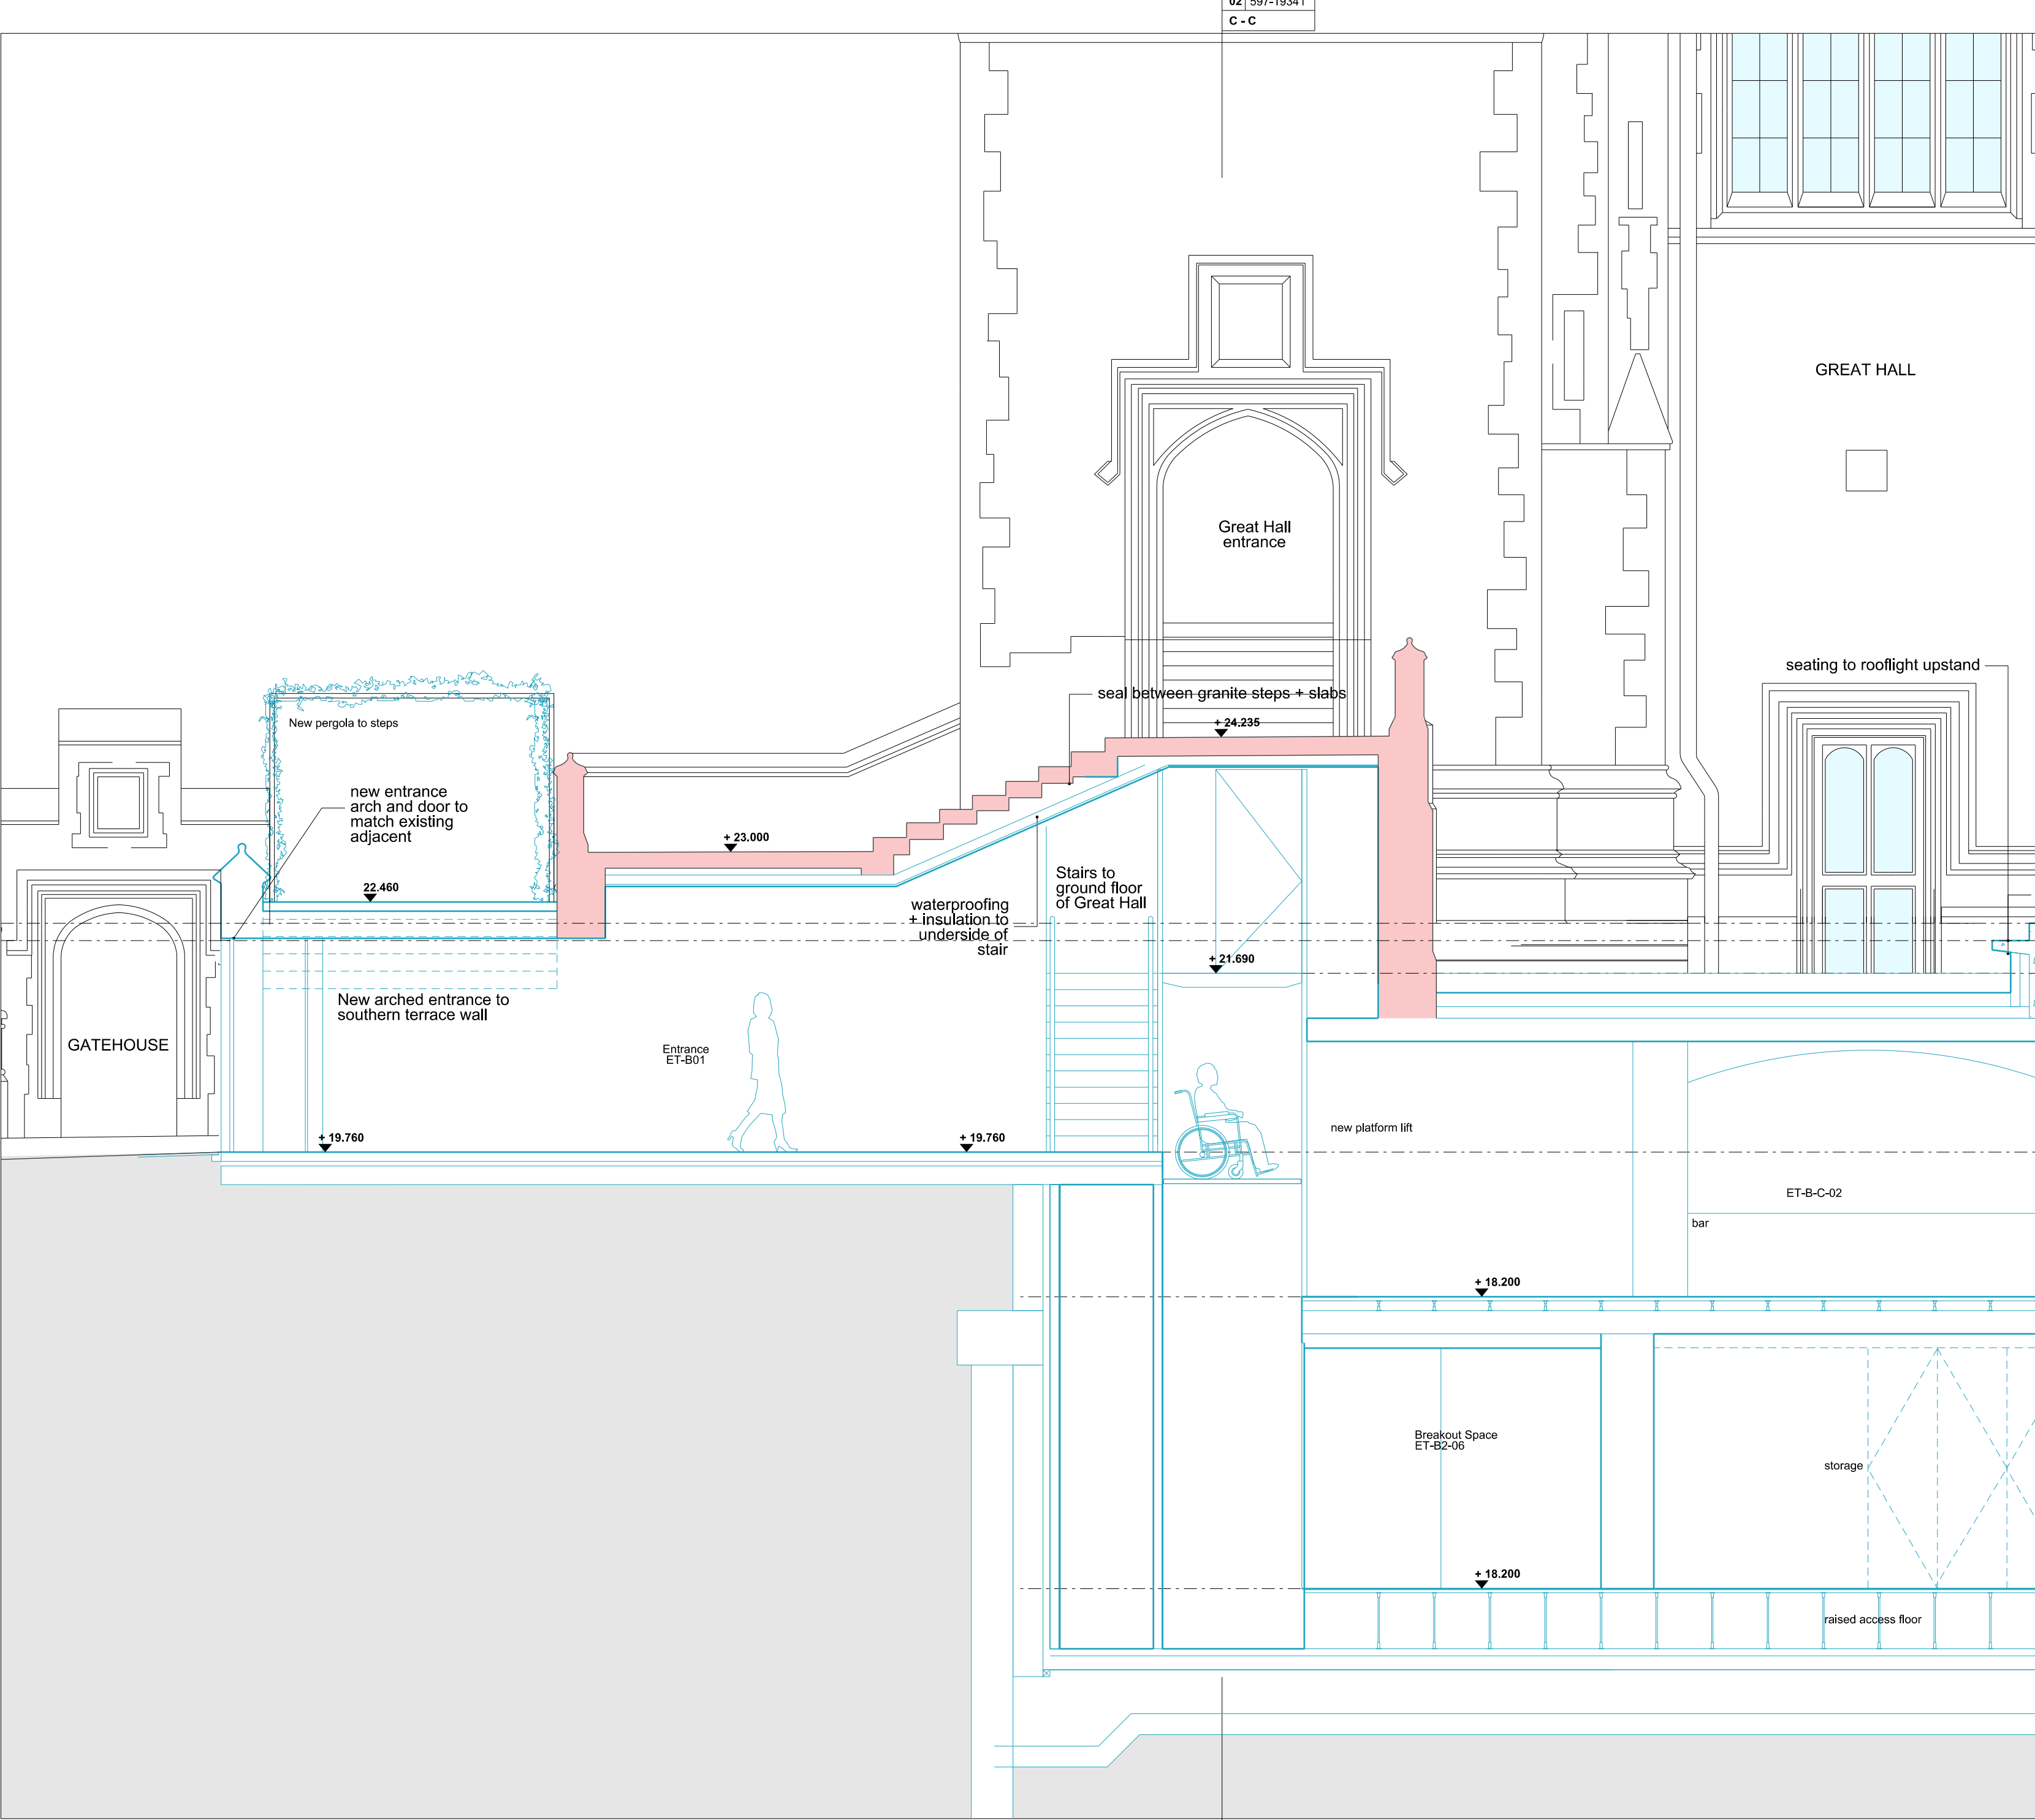 02 597-19341
C - C
GREAT HALL
Great Hall
entrance
seating to rooflight upstand
seal between granite steps + slabs
New pergola to steps
+ 24.235
new entrance
arch and door to
match existing
adjacent
+ 23.000
Stairs to
ground floor
of Great Hall
22.460
waterproofing
+ insulation to
underside of
stair
+ 21.690
New arched entrance to
southern terrace wall
GATEHOUSE
Entrance
ET-B01
new platform lift
+ 19.760
+ 19.760
ET-B-C-02
bar
+ 18.200
Breakout Space
ET-B2-06
storage
+ 18.200
raised access floor